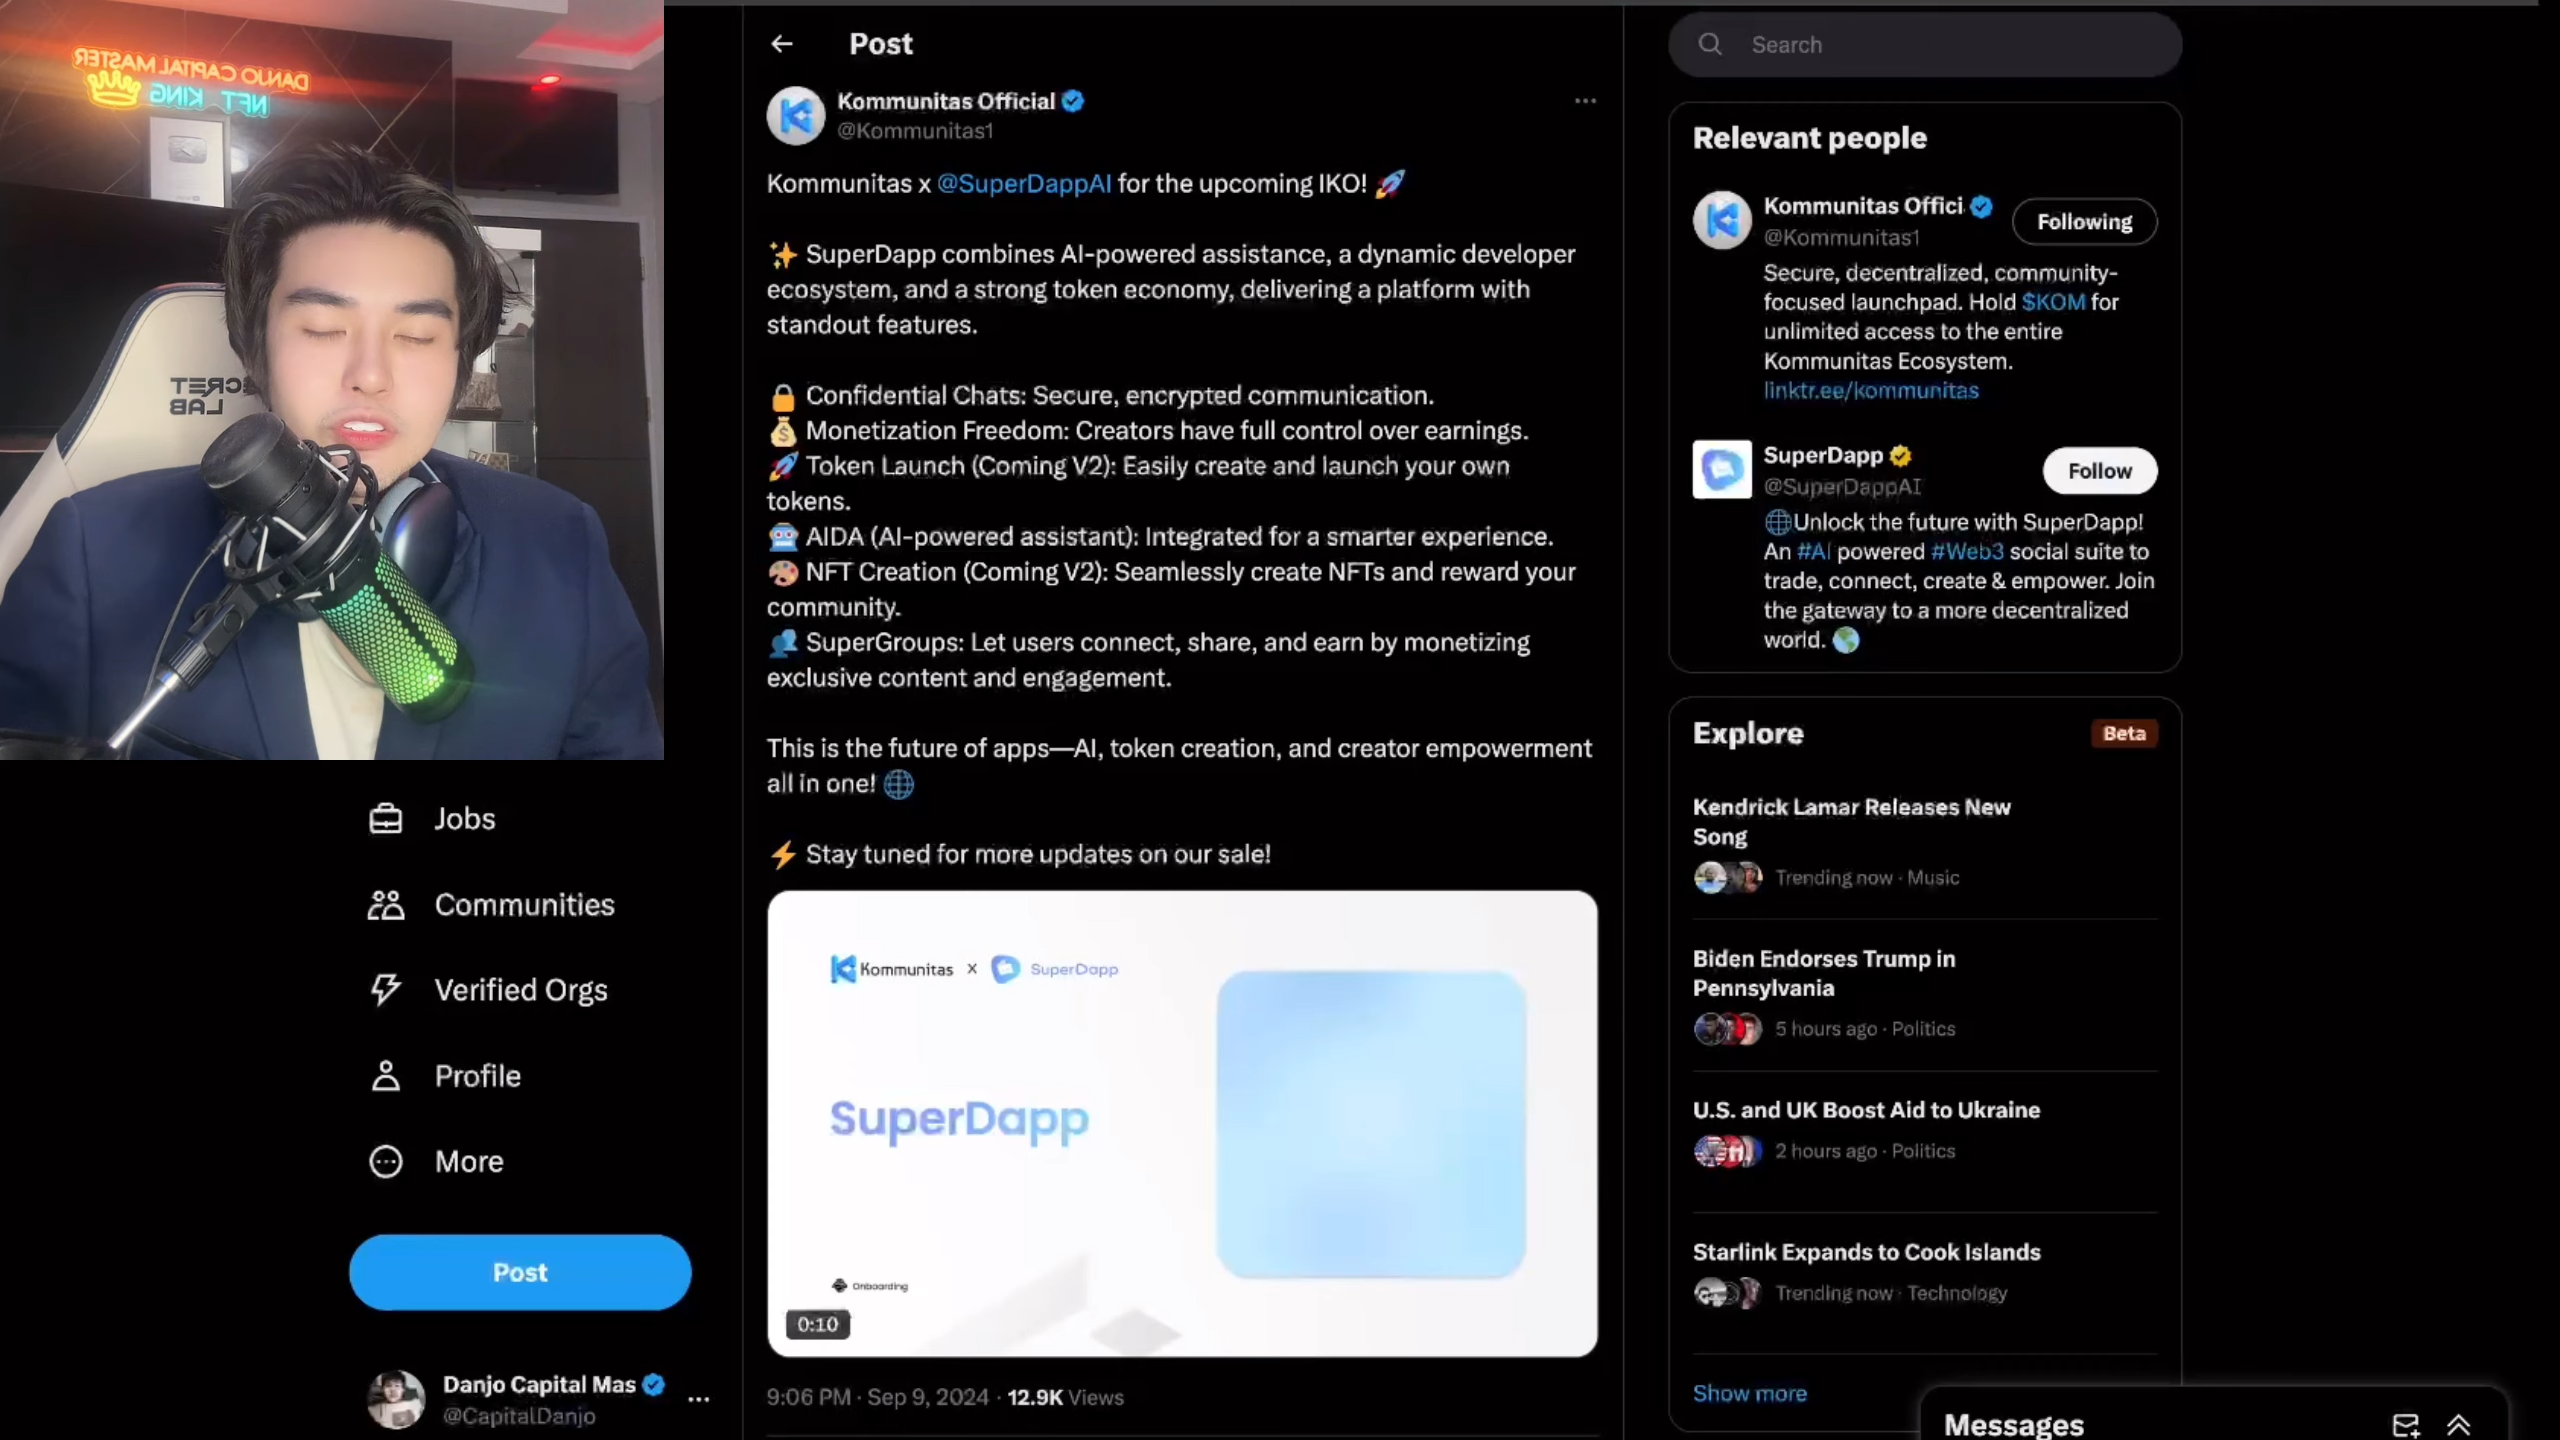 DANJO CAPITAL MASTER
NFT KING
SECRET
LAB
Jobs
Communities
Verified Orgs
Profile
More
Post
Danjo Capital Mas
@CapitalDanjo
Post
Kommunitas Official
@Kommunitas1
Kommunitas x @SuperDappAI for the upcoming IKO! 🚀
✨ SuperDapp combines AI-powered assistance, a dynamic developer
ecosystem, and a strong token economy, delivering a platform with
standout features.
🔒 Confidential Chats: Secure, encrypted communication.
💰 Monetization Freedom: Creators have full control over earnings.
🚀 Token Launch (Coming V2): Easily create and launch your own
tokens.
🤖 AIDA (AI-powered assistant): Integrated for a smarter experience.
🎨 NFT Creation (Coming V2): Seamlessly create NFTs and reward your
community.
👥 SuperGroups: Let users connect, share, and earn by monetizing
exclusive content and engagement.
This is the future of apps—AI, token creation, and creator empowerment
all in one! 🌐
⚡ Stay tuned for more updates on our sale!
Kommunitas x SuperDapp
SuperDapp
Onboarding
0:10
9:06 PM · Sep 9, 2024 · 12.9K Views
Search
Relevant people
Kommunitas Offici
@Kommunitas1
Following
Secure, decentralized, community-
focused launchpad. Hold $KOM for
unlimited access to the entire
Kommunitas Ecosystem.
linktr.ee/kommunitas
SuperDapp
@SuperDappAI
Follow
🌐Unlock the future with SuperDapp!
An #AI powered #Web3 social suite to
trade, connect, create & empower. Join
the gateway to a more decentralized
world. 🌎
Explore
Beta
Kendrick Lamar Releases New
Song
Trending now · Music
Biden Endorses Trump in
Pennsylvania
5 hours ago · Politics
U.S. and UK Boost Aid to Ukraine
2 hours ago · Politics
Starlink Expands to Cook Islands
Trending now · Technology
Show more
Messages